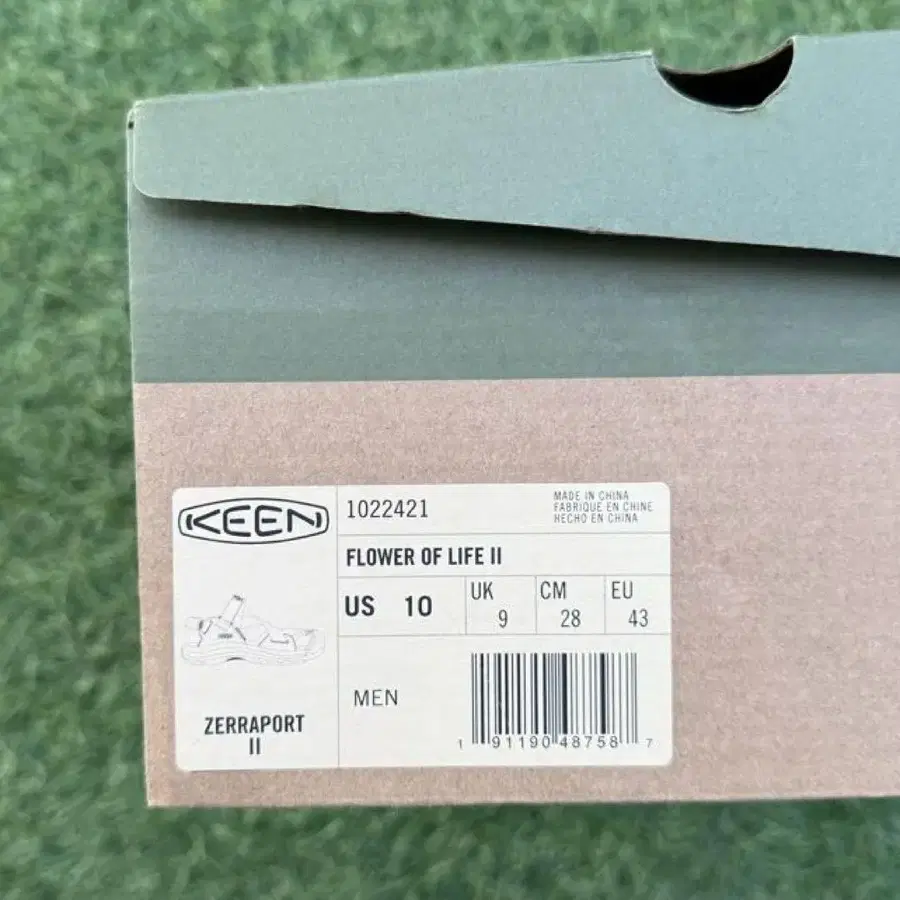 KEEN
1022421
MADE IN CHINA
FABRIQUE EN CHINE
HECHO EN CHINA
FLOWER OF LIFE II
US 10
UK 9
CM 28
EU 43
MEN
ZERRAPORT
II
1 91190 48758 7